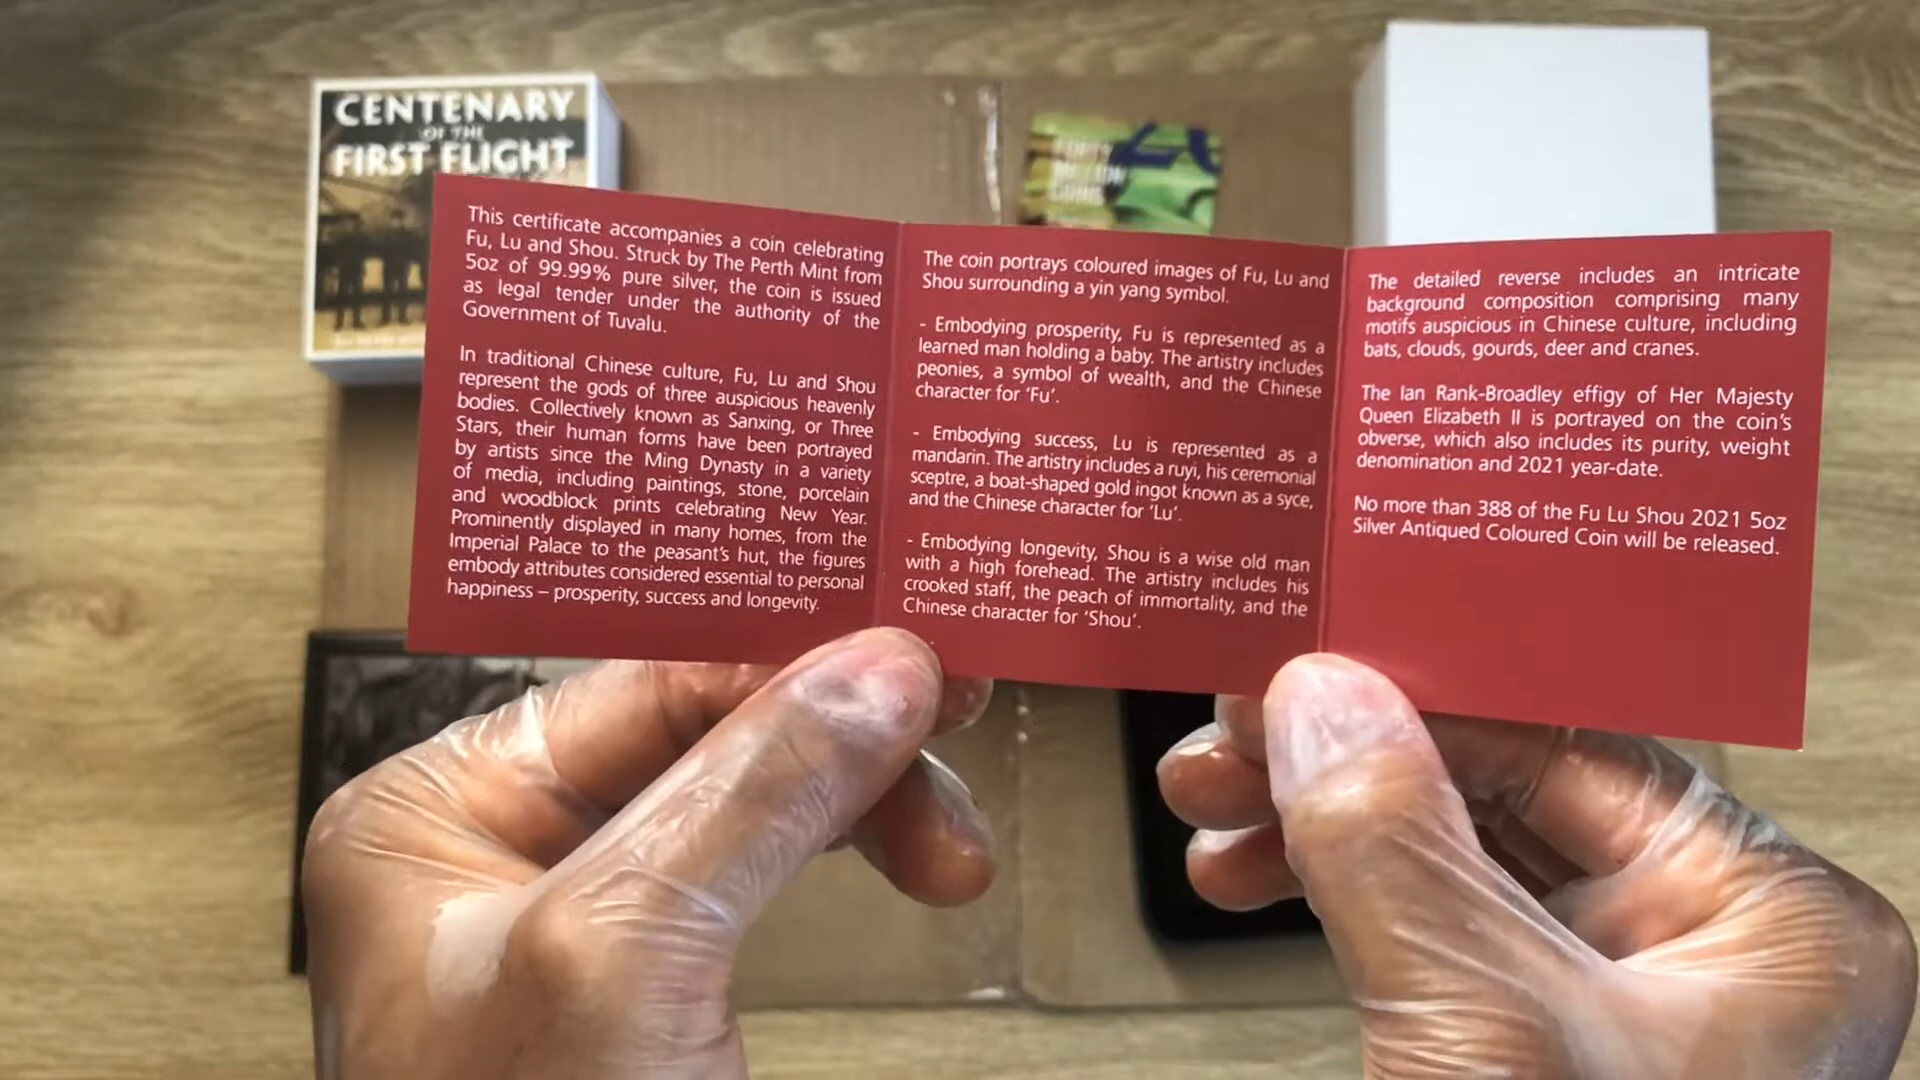 CENTENARY
OF THE
FIRST FLIGHT
This certificate accompanies a coin celebrating
Fu, Lu and Shou. Struck by The Perth Mint from
5oz of 99.99% pure silver, the coin is issued
as legal tender under the authority of the
Government of Tuvalu.
In traditional Chinese culture, Fu, Lu and Shou
represent the gods of three auspicious heavenly
bodies. Collectively known as Sanxing, or Three
Stars, their human forms have been portrayed
by artists since the Ming Dynasty in a variety
of media, including paintings, stone, porcelain
and woodblock prints celebrating New Year.
Prominently displayed in many homes, from the
Imperial Palace to the peasant's hut, the figures
embody attributes considered essential to personal
happiness – prosperity, success and longevity.
The coin portrays coloured images of Fu, Lu and
Shou surrounding a yin yang symbol.
- Embodying prosperity, Fu is represented as a
learned man holding a baby. The artistry includes
peonies, a symbol of wealth, and the Chinese
character for 'Fu'.
- Embodying success, Lu is represented as a
mandarin. The artistry includes a ruyi, his ceremonial
sceptre, a boat-shaped gold ingot known as a syce,
and the Chinese character for 'Lu'.
- Embodying longevity, Shou is a wise old man
with a high forehead. The artistry includes his
crooked staff, the peach of immortality, and the
Chinese character for 'Shou'.
The detailed reverse includes an intricate
background composition comprising many
motifs auspicious in Chinese culture, including
bats, clouds, gourds, deer and cranes.
The Ian Rank-Broadley effigy of Her Majesty
Queen Elizabeth II is portrayed on the coin's
obverse, which also includes its purity, weight
denomination and 2021 year-date.
No more than 388 of the Fu Lu Shou 2021 5oz
Silver Antiqued Coloured Coin will be released.